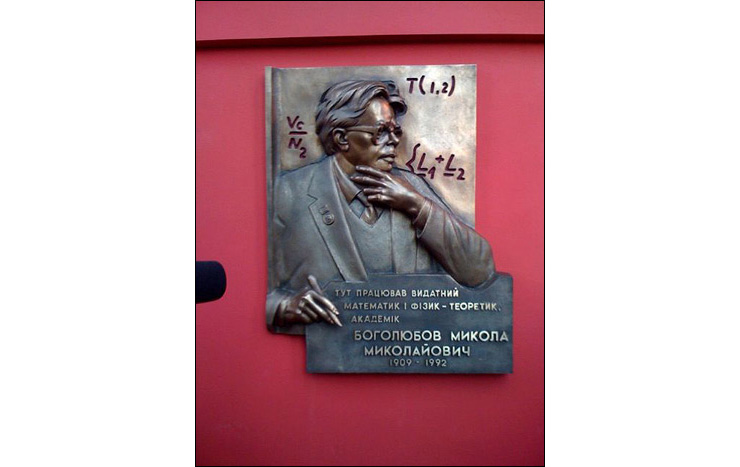 T(1,2)
Vc
N2
{L1+L2
ТУТ ПРАЦЮВАВ ВИДАТНИЙ
МАТЕМАТИК І ФІЗИК - ТЕОРЕТИК,
АКАДЕМІК
БОГОЛЮБОВ МИКОЛА
МИКОЛАЙОВИЧ
1909 - 1992